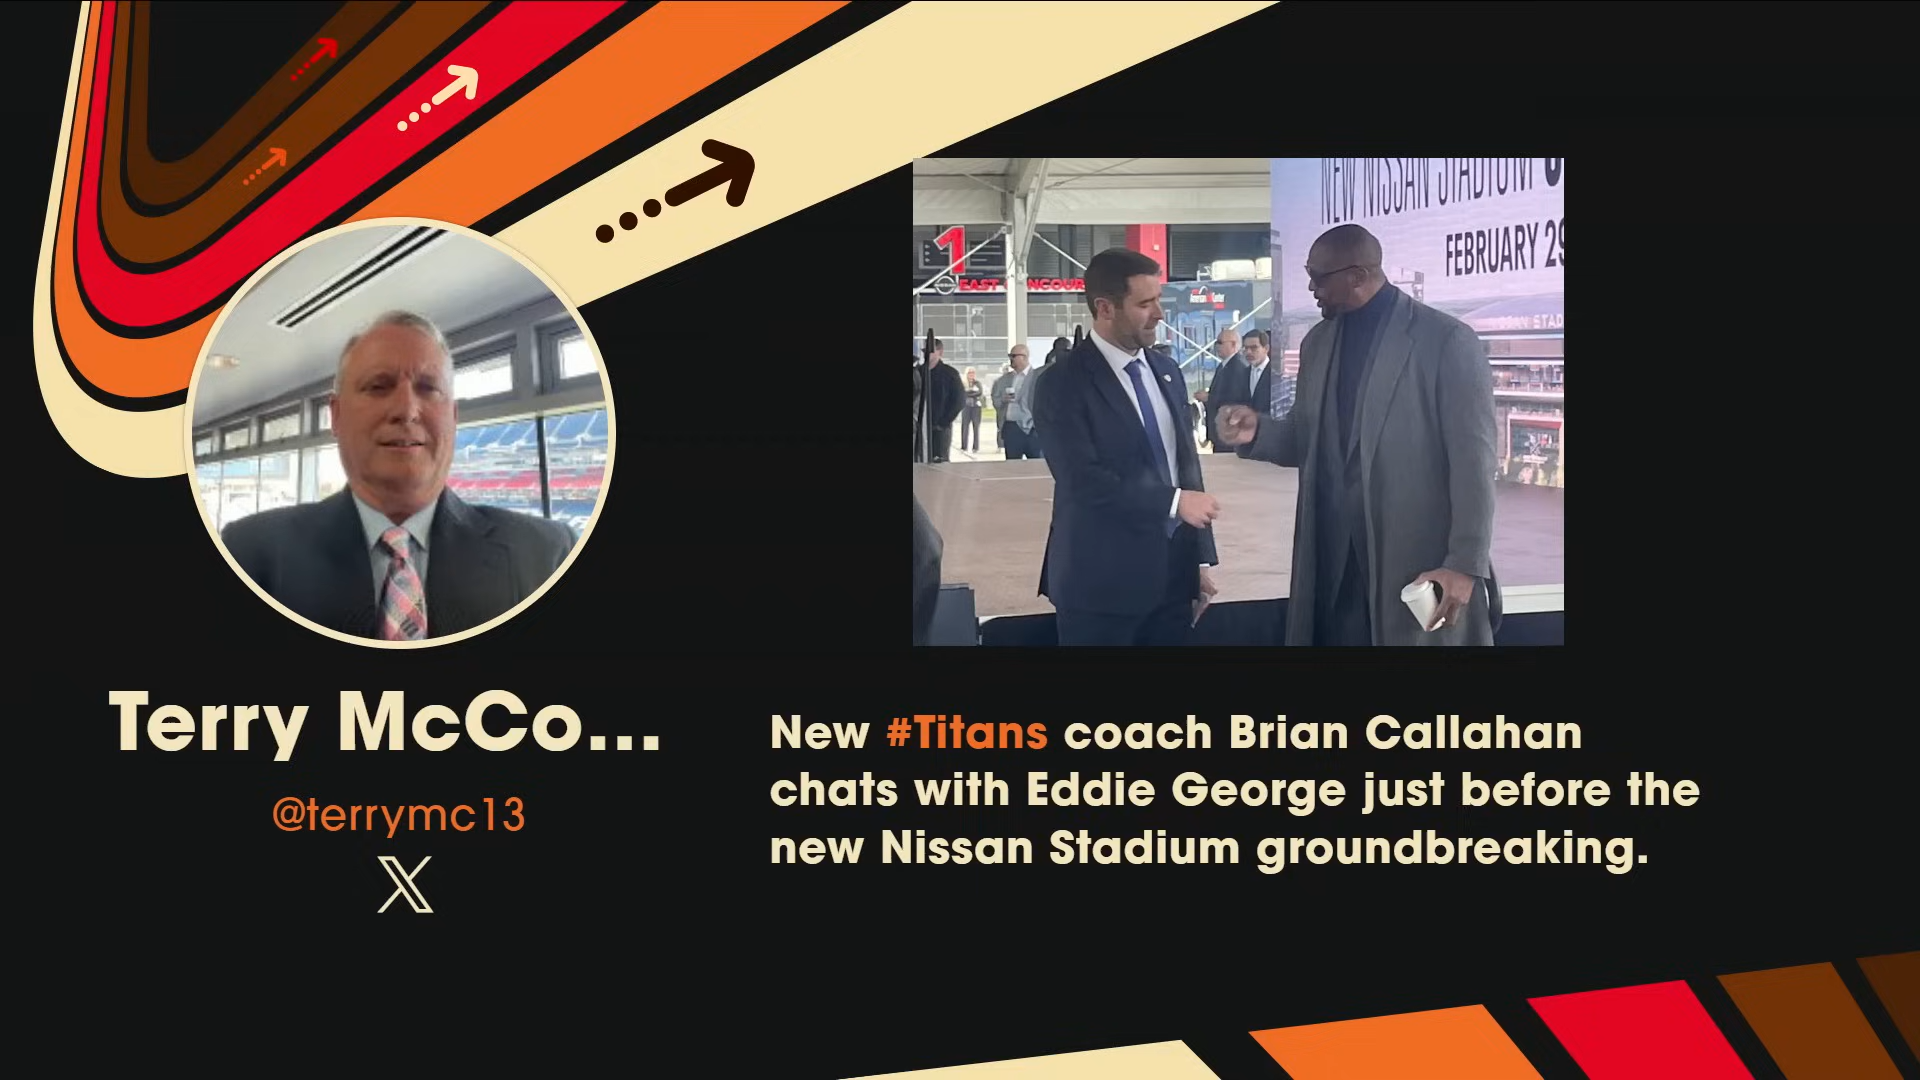 NEW NISSAN STADIUM
FEBRUARY 29
1
EAST
Terry McCo...
@terrymc13
New #Titans coach Brian Callahan
chats with Eddie George just before the
new Nissan Stadium groundbreaking.